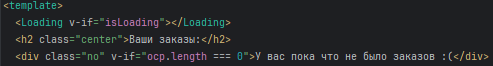 <template>
<Loading v-if="isLoading"></Loading>
<h2 class="center">Ваши заказы:</h2>
<div class="no" v-if="ocp.length === 0">У вас пока что не было заказов :(</div>